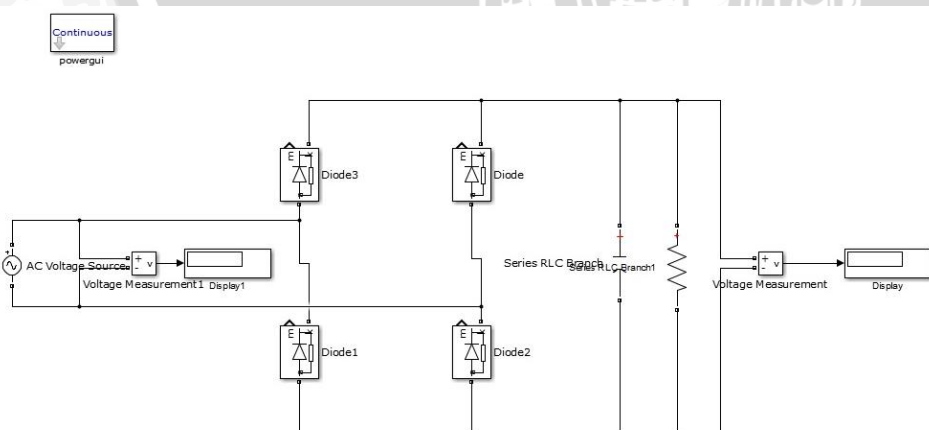 Continuous
powergui
E
Diode3
E
Diode
AC Voltage Source
+
-
v
Voltage Measurement1
Display1
Series RLC Branch
Series RLC Branch1
+
-
v
Voltage Measurement
Display
E
Diode1
E
Diode2